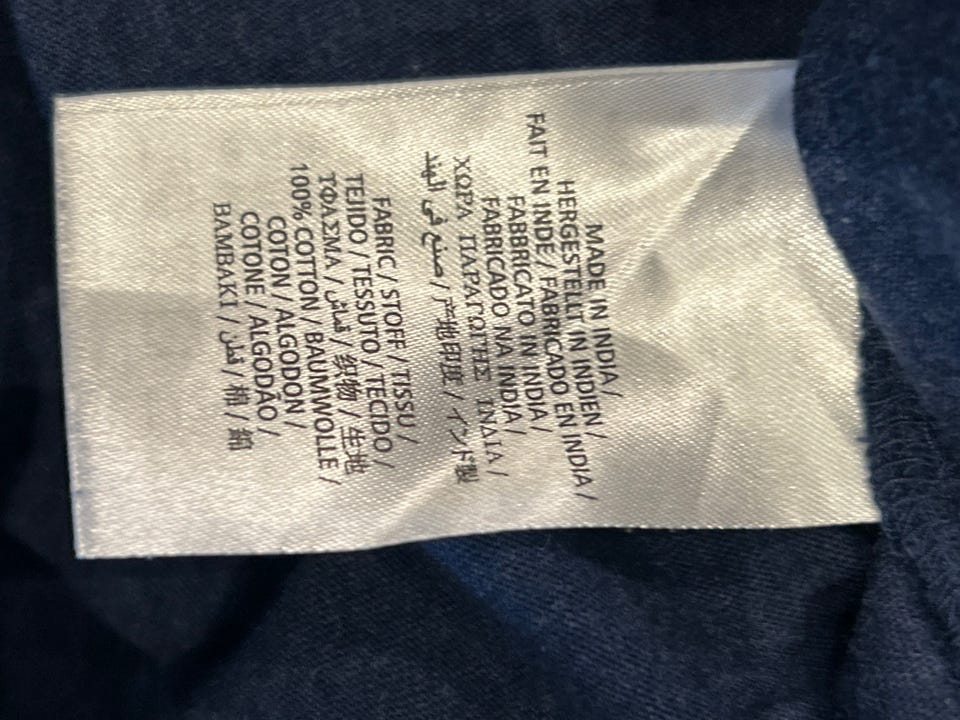 MADE IN INDIA /
HERGESTELLT IN INDIEN /
FAIT EN INDE / FABRICADO EN INDIA /
FABBRICATO IN INDIA /
FABRICADO NA INDIA /
ΧΩΡΑ ΠΑΡΑΓΩΓΗΣ ΙΝΔΙΑ /
صنع في الهند / 产地印度 / インド製
FABRIC / STOFF / TISSU /
TEJIDO / TESSUTO / TECIDO /
ΤΦΑΣΜΑ / قماش / 织物 / 生地
100% COTTON / BAUMWOLLE /
COTON / ALGODON /
COTONE / ALGODÃO /
BAMBAKI / قطن / 棉 / 綿